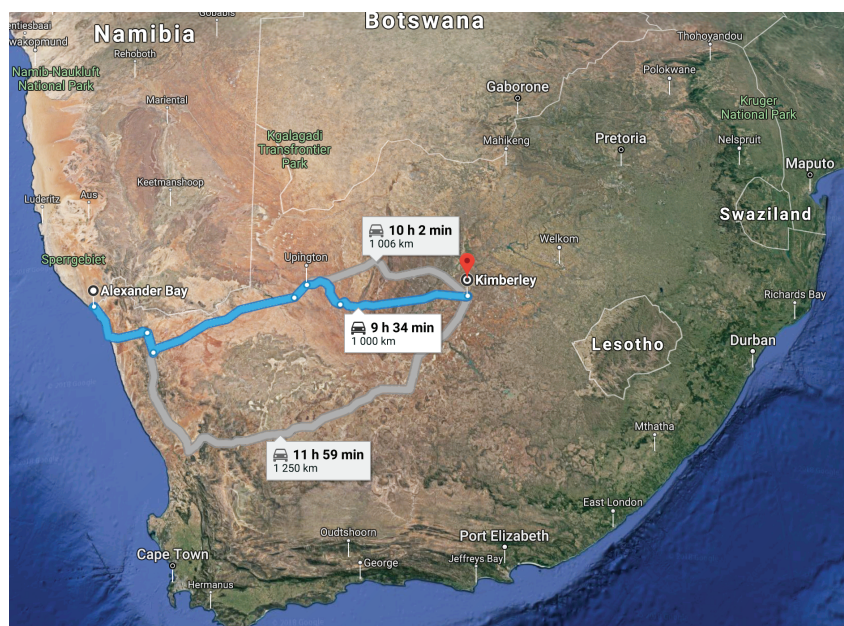 Gobabis
Botswana
Namibia
Rehoboth
Thohoyandou
Polokwane
Namib-Naukluft
National Park
Gaborone
Mariental
Kruger
National Park
Kgalagadi
Transfrontier
Park
Mahikeng
Pretoria
Nelspruit
Maputo
Keetmanshoop
Aus
Luderitz
Swaziland
10 h 2 min
1 006 km
Welkom
Sperrgebiet
Upington
Kimberley
Alexander Bay
Richards Bay
9 h 34 min
1 000 km
Lesotho
Durban
Mthatha
11 h 59 min
1 250 km
East London
Oudtshoorn
Port Elizabeth
Cape Town
George
Jeffreys Bay
Hermanus